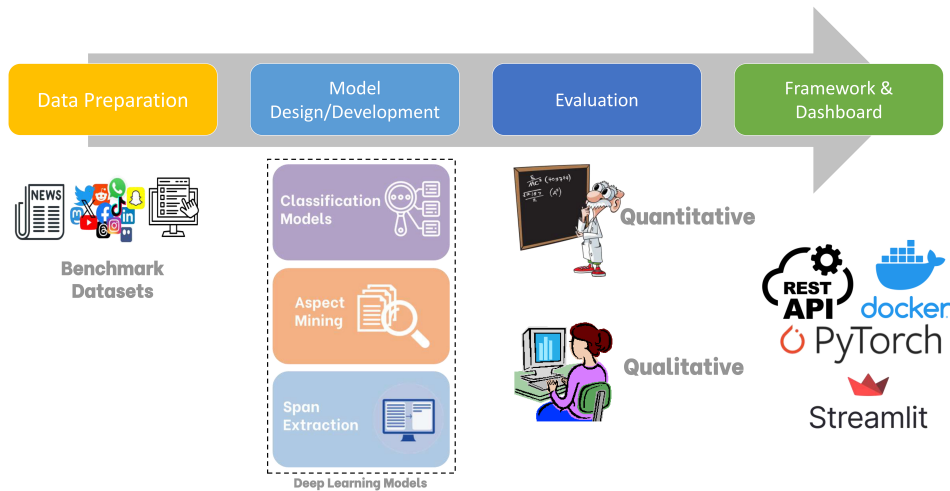 Data Preparation
Model
Design/Development
Evaluation
Framework &
Dashboard
NEWS
Benchmark
Datasets
Classification
Models
Aspect
Mining
Span
Extraction
Deep Learning Models
Quantitative
Qualitative
REST
API
docker
PyTorch
Streamlit